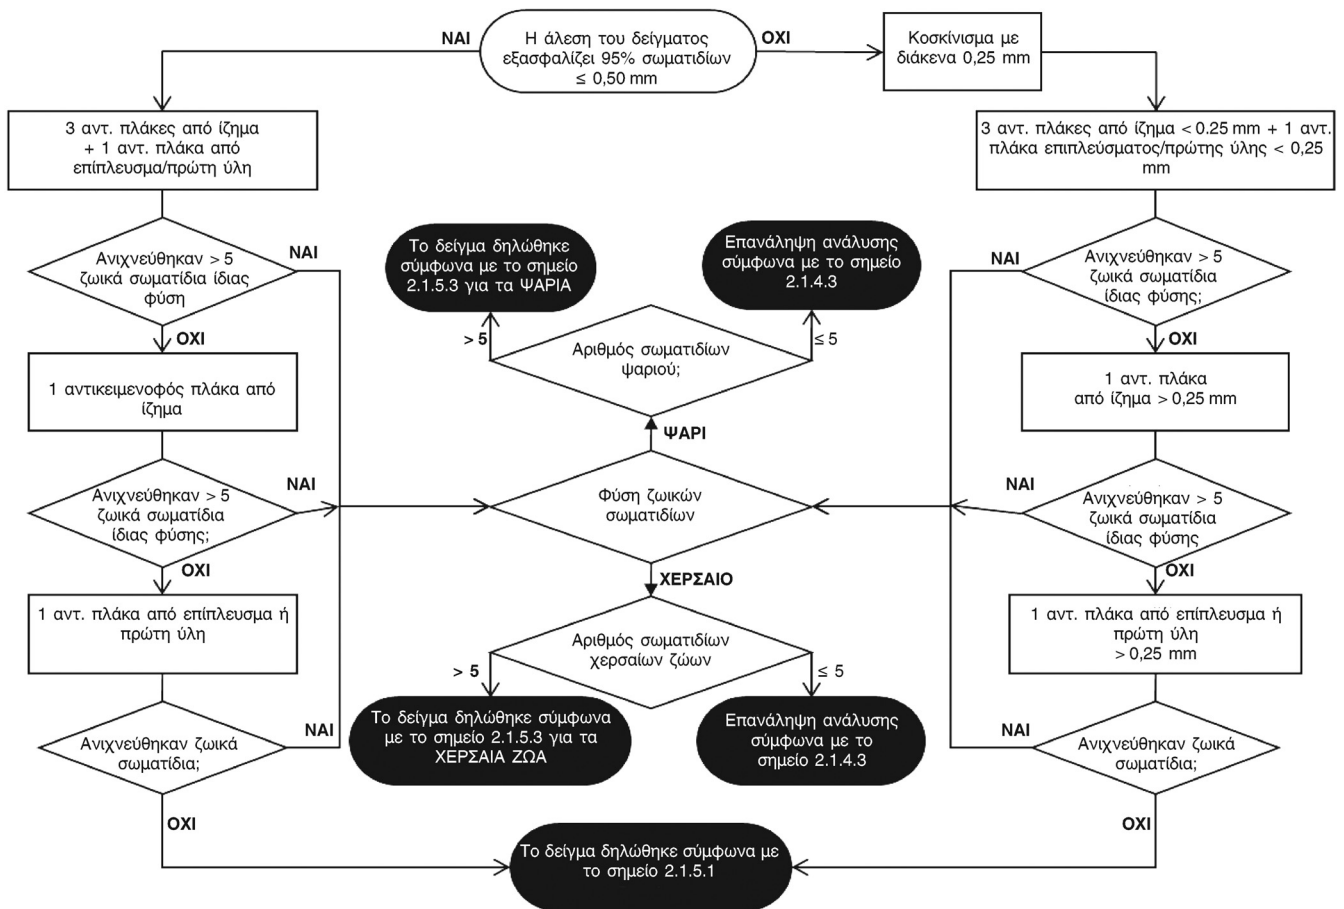 ΝΑΙ
Η άλεση του δείγματος
εξασφαλίζει 95% σωματιδίων
≤ 0,50 mm
ΟΧΙ
Κοσκίνισμα με
διάκενα 0,25 mm
3 αντ. πλάκες από ίζημα
+ 1 αντ. πλάκα από
επίπλευσμα/πρώτη ύλη
3 αντ. πλάκες από ίζημα < 0.25 mm + 1 αντ.
πλάκα επιπλεύσματος/πρώτης ύλης < 0,25
mm
Ανιχνεύθηκαν > 5
ζωικά σωματίδια ίδιας
φύση
ΝΑΙ
ΟΧΙ
Το δείγμα δηλώθηκε
σύμφωνα με το σημείο
2.1.5.3 για τα ΨΑΡΙΑ
Επανάληψη ανάλυσης
σύμφωνα με το σημείο
2.1.4.3
ΝΑΙ
Ανιχνεύθηκαν > 5
ζωικά σωματίδια
ίδιας φύσης;
ΟΧΙ
> 5
Αριθμός σωματιδίων
ψαριού;
≤ 5
1 αντικειμενοφός πλάκα από
ίζημα
1 αντ. πλάκα
από ίζημα > 0,25 mm
ΨΑΡΙ
Ανιχνεύθηκαν > 5
ζωικά σωματίδια
ίδιας φύσης;
ΝΑΙ
ΟΧΙ
Φύση ζωικών
σωματιδίων
ΝΑΙ
Ανιχνεύθηκαν > 5
ζωικά σωματίδια
ίδιας φύσης
ΟΧΙ
ΧΕΡΣΑΙΟ
1 αντ. πλάκα από επίπλευσμα ή
πρώτη ύλη
Αριθμός σωματιδίων
χερσαίων ζώων
> 5
≤ 5
1 αντ. πλάκα από επίπλευσμα ή
πρώτη ύλη
> 0,25 mm
Ανιχνεύθηκαν ζωικά
σωματίδια;
ΝΑΙ
ΟΧΙ
Το δείγμα δηλώθηκε σύμφωνα
με το σημείο 2.1.5.3 για τα
ΧΕΡΣΑΙΑ ΖΩΑ
Επανάληψη ανάλυσης
σύμφωνα με το
σημείο 2.1.4.3
ΝΑΙ
Ανιχνεύθηκαν ζωικά
σωματίδια;
ΟΧΙ
Το δείγμα δηλώθηκε σύμφωνα με
το σημείο 2.1.5.1